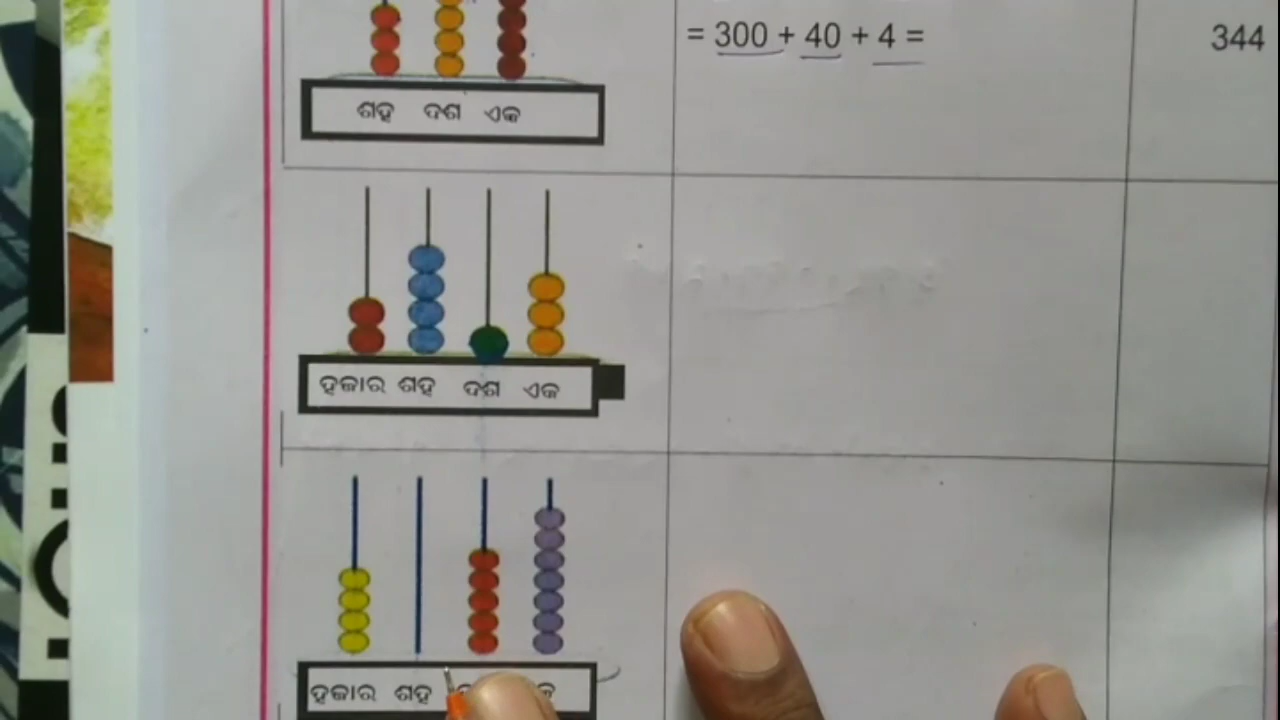 = 300 + 40 + 4 = 344
ଶହ ଦଶ ଏକ
ହଜାର ଶହ ଦଶ ଏକ
ହଜାର ଶହ